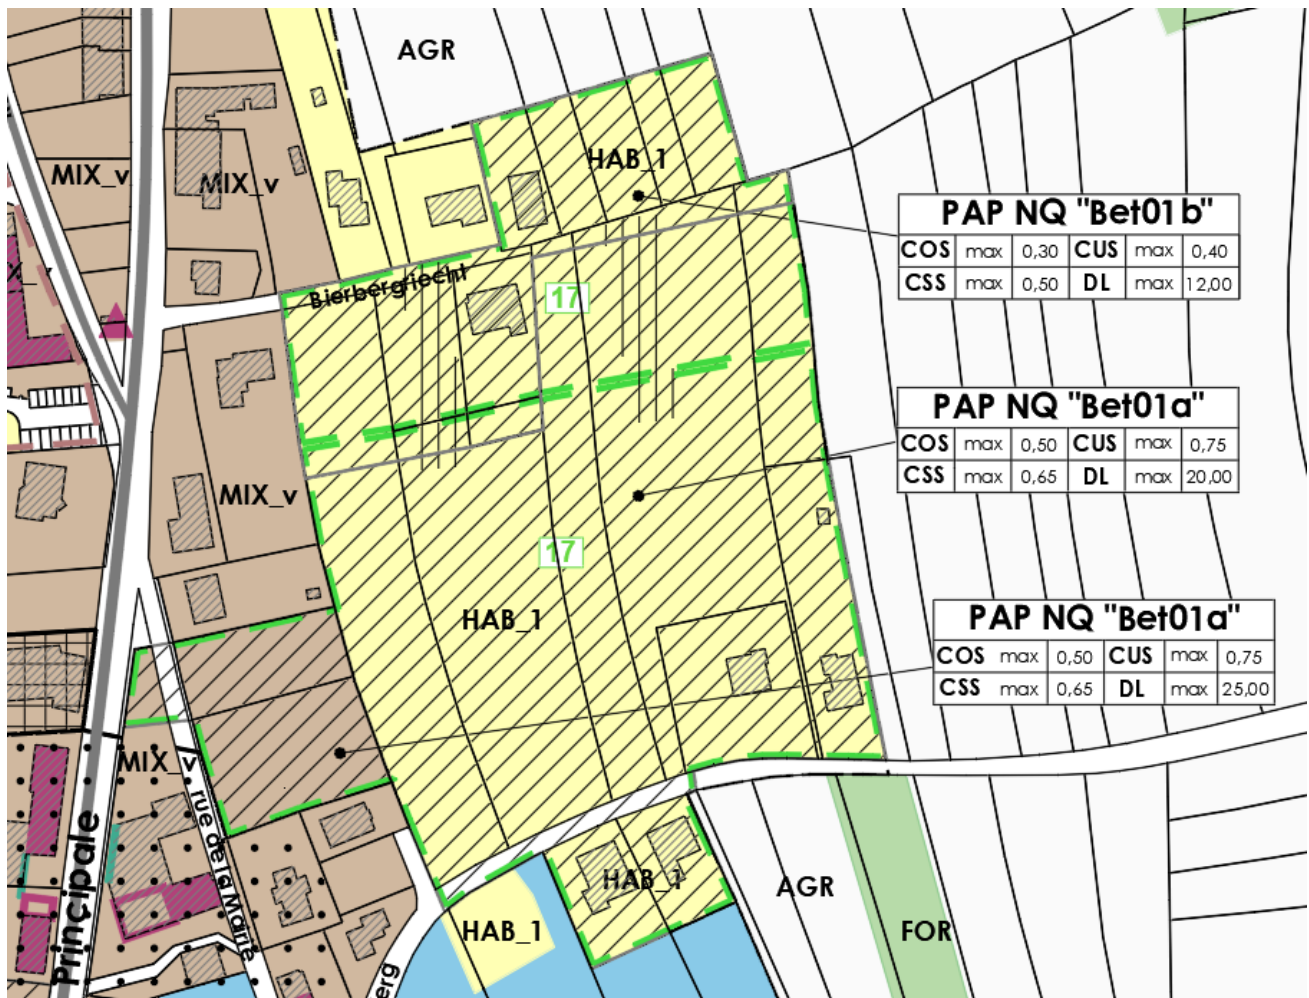 AGR
MIX_v
MIX_v
HAB_1
PAP NQ "Bet01b"
COS max 0,30 CUS max 0,40
CSS max 0,50 DL max 12,00
Bierbergriecht
17
PAP NQ "Bet01a"
COS max 0,50 CUS max 0,75
CSS max 0,65 DL max 20,00
MIX_v
17
HAB_1
PAP NQ "Bet01a"
COS max 0,50 CUS max 0,75
CSS max 0,65 DL max 25,00
MIX_v
rue de la Mairie
Principale
HAB_1
AGR
HAB_1
FOR
erg